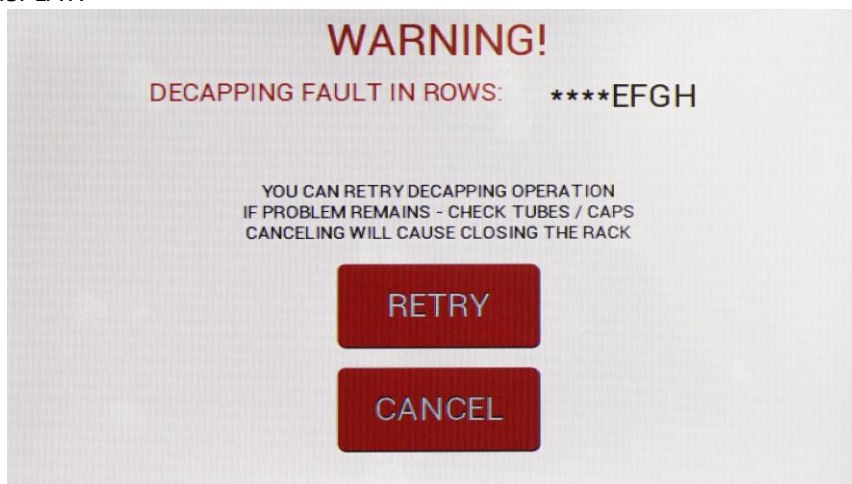 WARNING!
DECAPPING FAULT IN ROWS: ****EFGH
YOU CAN RETRY DECAPPING OPERATION
IF PROBLEM REMAINS - CHECK TUBES / CAPS
CANCELING WILL CAUSE CLOSING THE RACK
RETRY
CANCEL